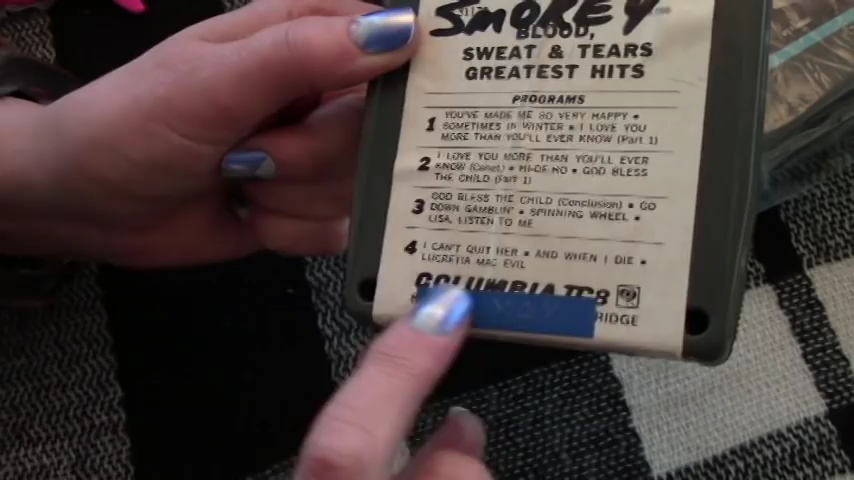 SMOKEY
BLOOD,
SWEAT & TEARS
GREATEST HITS
PROGRAMS
1 YOU'VE MADE ME SO VERY HAPPY •
SOMETIMES IN WINTER • I LOVE YOU
MORE THAN YOU'LL EVER KNOW (Part 1)
2 I LOVE YOU MORE THAN YOU'LL EVER
KNOW (Concl.) • HI-DE-HO • GOD BLESS
THE CHILD (Part 1)
3 GOD BLESS THE CHILD (Conclusion) • GO
DOWN GAMBLIN' • SPINNING WHEEL •
LISA, LISTEN TO ME
4 I CAN'T QUIT HER • AND WHEN I DIE •
LUCRETIA MAC EVIL
COLUMBIA TC8
RIDGE